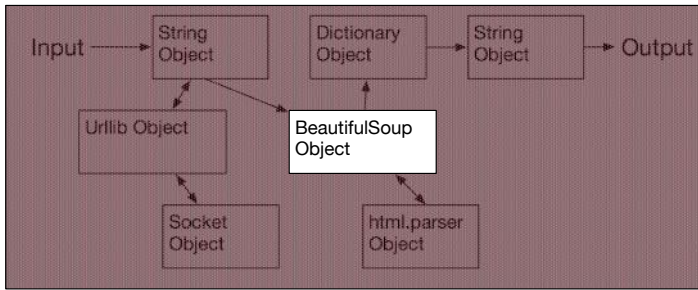 Input
String
Object
Dictionary
Object
String
Object
Output
Urllib Object
BeautifulSoup
Object
Socket
Object
html.parser
Object